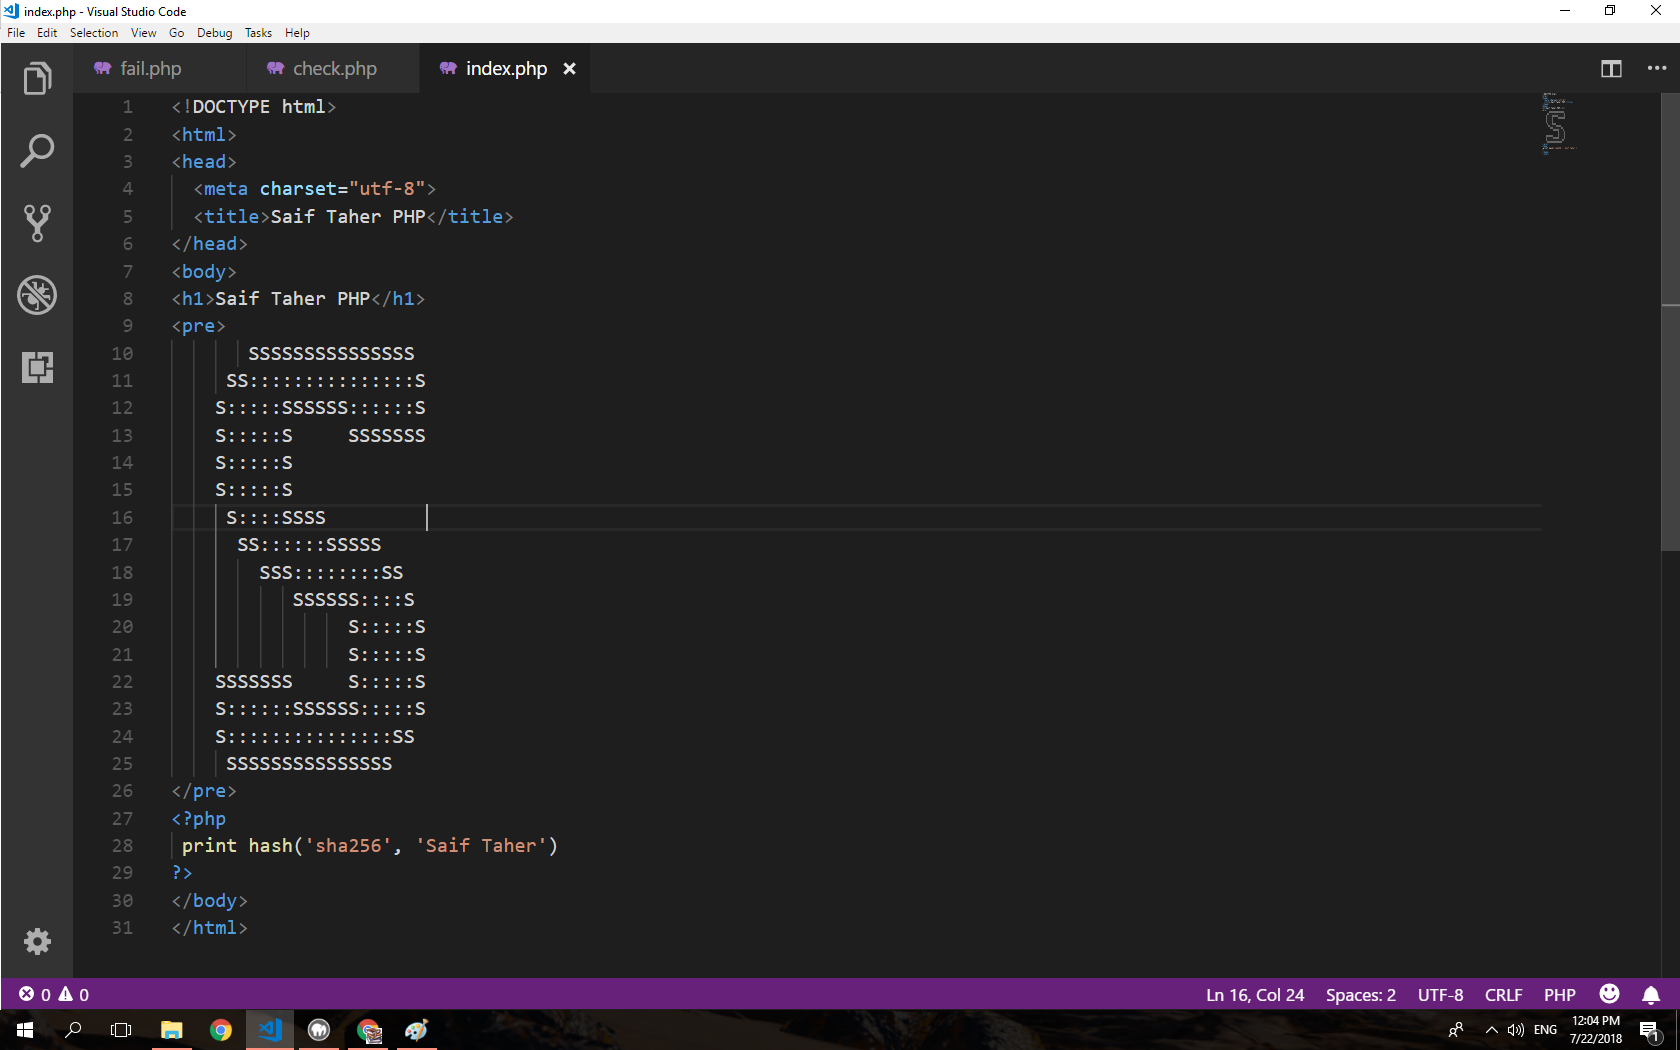 index.php - Visual Studio Code
File Edit Selection View Go Debug Tasks Help
fail.php check.php index.php
1 <!DOCTYPE html>
2 <html>
3 <head>
4   <meta charset="utf-8">
5   <title>Saif Taher PHP</title>
6 </head>
7 <body>
8 <h1>Saif Taher PHP</h1>
9 <pre>
10        SSSSSSSSSSSSSSS
11      SS:::::::::::::::S
12     S:::::SSSSSS::::::S
13     S:::::S     SSSSSSS
14     S:::::S
15     S:::::S
16      S::::SSSS
17       SS::::::SSSSS
18         SSS::::::::SS
19            SSSSSS::::S
20                 S:::::S
21                 S:::::S
22     SSSSSSS     S:::::S
23     S::::::SSSSSS:::::S
24     S:::::::::::::::SS
25      SSSSSSSSSSSSSSS
26 </pre>
27 <?php
28  print hash('sha256', 'Saif Taher')
29 ?>
30 </body>
31 </html>
0 0 Ln 16, Col 24 Spaces: 2 UTF-8 CRLF PHP
ENG 12:04 PM
7/22/2018 1